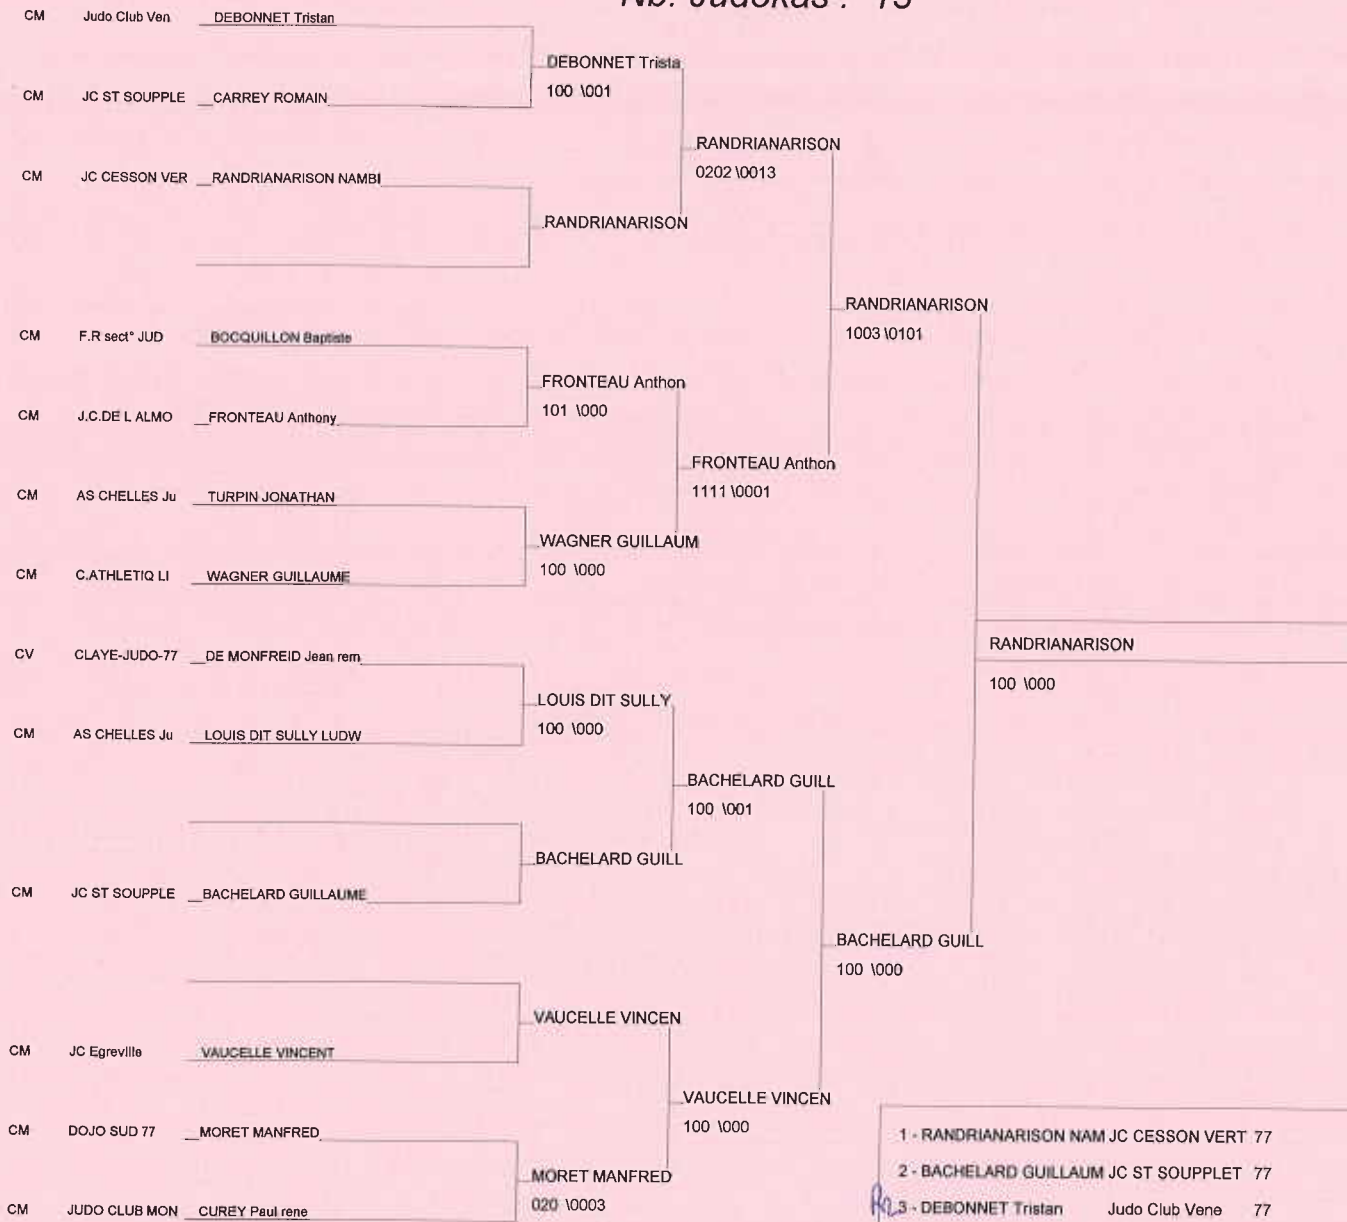 Nb. Judokas : 13
CM Judo Club Ven DEBONNET Tristan
DEBONNET Trista
100 \001
CM JC ST SOUPPLE CARREY ROMAIN
RANDRIANARISON
0202 \0013
CM JC CESSON VER RANDRIANARISON NAMBI
RANDRIANARISON
RANDRIANARISON
1003 \0101
CM F.R sect° JUD BOCQUILLON Baptiste
FRONTEAU Anthon
101 \000
CM J.C.DE L ALMO FRONTEAU Anthony
FRONTEAU Anthon
1111 \0001
CM AS CHELLES Ju TURPIN JONATHAN
WAGNER GUILLAUM
100 \000
CM C.ATHLETIQ LI WAGNER GUILLAUME
RANDRIANARISON
100 \000
CV CLAYE-JUDO-77 DE MONFREID Jean rem
LOUIS DIT SULLY
100 \000
CM AS CHELLES Ju LOUIS DIT SULLY LUDW
BACHELARD GUILL
100 \001
BACHELARD GUILL
CM JC ST SOUPPLE BACHELARD GUILLAUME
BACHELARD GUILL
100 \000
VAUCELLE VINCEN
CM JC Egreville VAUCELLE VINCENT
VAUCELLE VINCEN
100 \000
CM DOJO SUD 77 MORET MANFRED
MORET MANFRED
020 \0003
CM JUDO CLUB MON CUREY Paul rene
1 - RANDRIANARISON NAM JC CESSON VERT 77
2 - BACHELARD GUILLAUM JC ST SOUPPLET 77
3 - DEBONNET Tristan Judo Club Vene 77